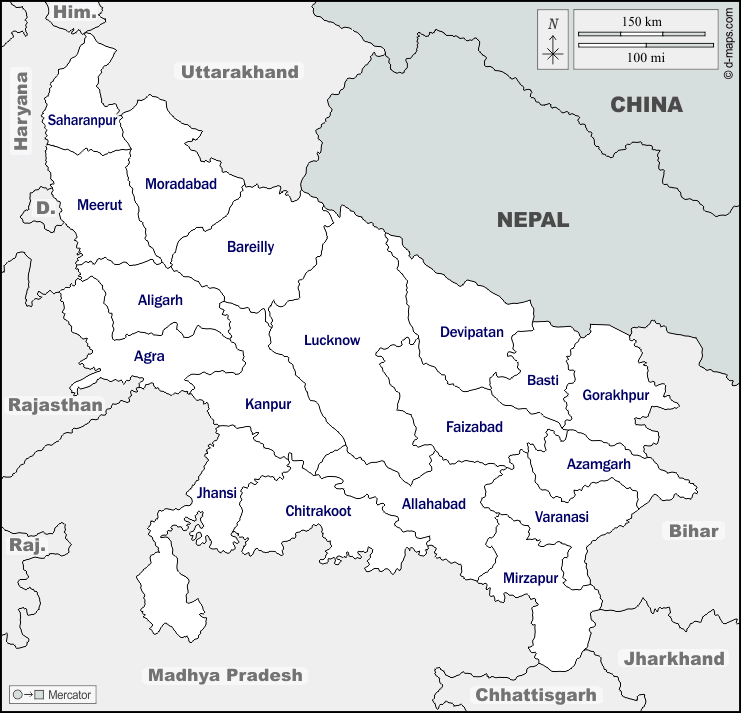 Him.
N
150 km
100 mi
© d-maps.com
Uttarakhand
Haryana
CHINA
Saharanpur
Moradabad
Meerut
D.
NEPAL
Bareilly
Aligarh
Devipatan
Lucknow
Agra
Basti
Gorakhpur
Rajasthan
Kanpur
Faizabad
Azamgarh
Jhansi
Chitrakoot
Allahabad
Varanasi
Bihar
Raj.
Mirzapur
Jharkhand
Madhya Pradesh
Chhattisgarh
Mercator